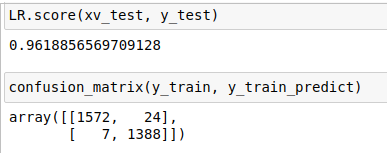 LR.score(xv_test, y_test)
0.9618856569709128
confusion_matrix(y_train, y_train_predict)
array([[1572,   24],
       [   7, 1388]])